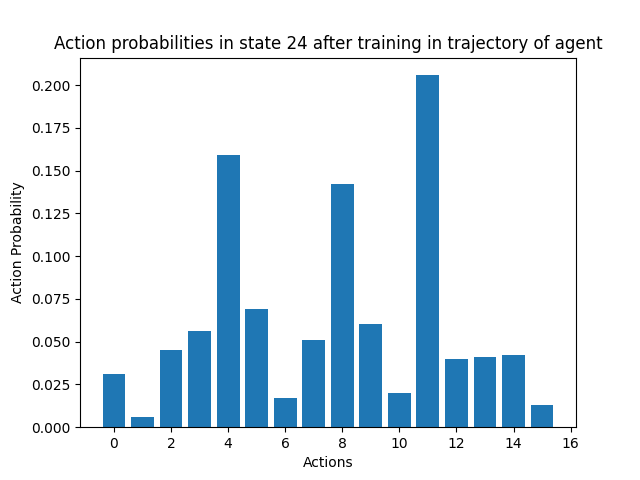 Action probabilities in state 24 after training in trajectory of agent
0.200
0.175
0.150
0.125
0.100
0.075
0.050
0.025
0.000
Action Probability
0 2 4 6 8 10 12 14 16
Actions